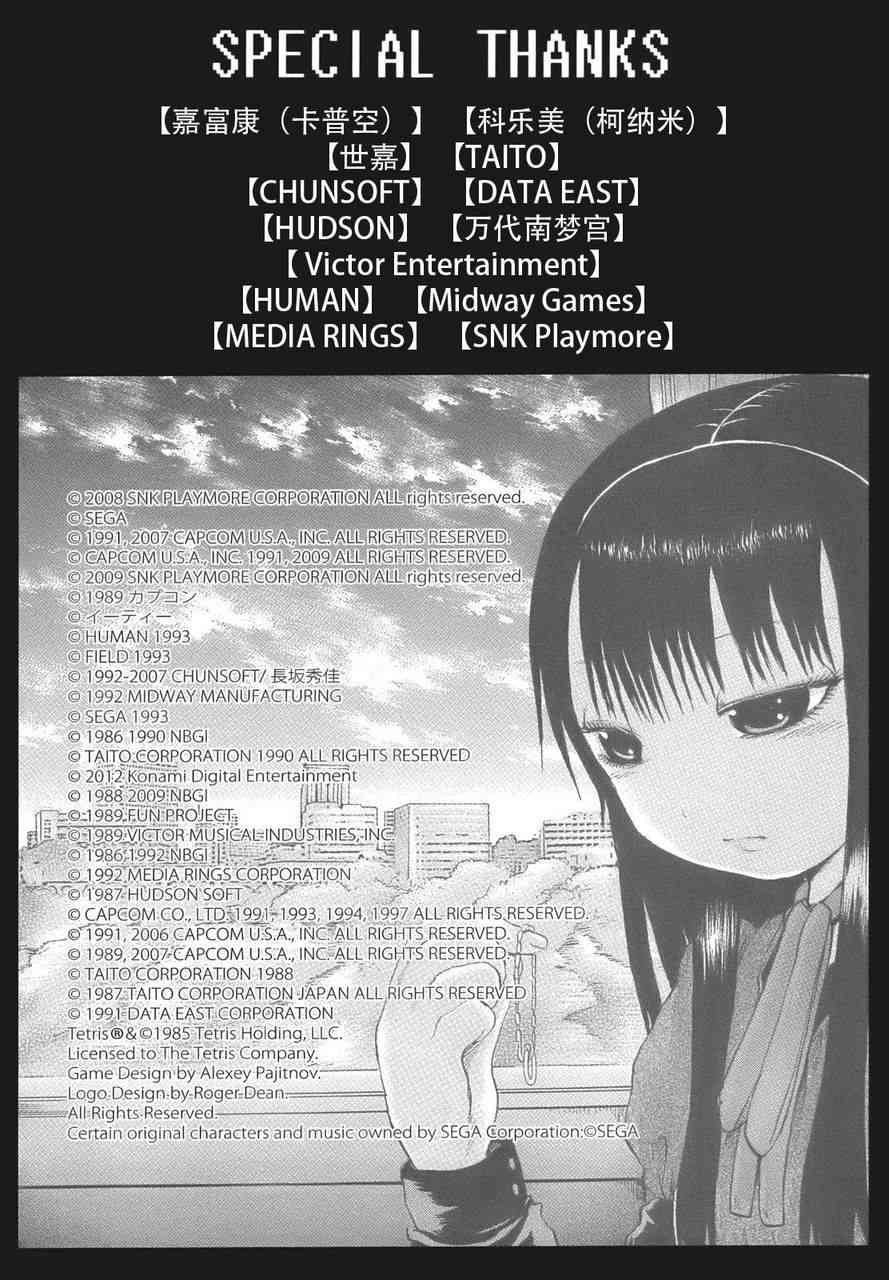 SPECIAL THANKS
【嘉富康（卡普空）】 【科乐美（柯纳米）】
【世嘉】 【TAITO】
【CHUNSOFT】 【DATA EAST】
【HUDSON】 【万代南梦宫】
【Victor Entertainment】
【HUMAN】 【Midway Games】
【MEDIA RINGS】 【SNK Playmore】
© 2008 SNK PLAYMORE CORPORATION ALL rights reserved.
© SEGA
© 1991, 2007 CAPCOM U.S.A., INC. ALL RIGHTS RESERVED.
© CAPCOM U.S.A., INC. 1991, 2009 ALL RIGHTS RESERVED.
© 2009 SNK PLAYMORE CORPORATION ALL rights reserved.
© 1989 カプコン
© イーティー
© HUMAN 1993
© FIELD 1993
© 1992-2007 CHUNSOFT/ 長坂秀佳
© 1992 MIDWAY MANUFACTURING
© SEGA 1993
© 1986 1990 NBGI
© TAITO CORPORATION 1990 ALL RIGHTS RESERVED
© 2012 Konami Digital Entertainment
© 1988 2009 NBGI
© 1989 FUN PROJECT
© 1989 VICTOR MUSICAL INDUSTRIES, INC
© 1986 1992 NBGI
© 1992 MEDIA RINGS CORPORATION
© 1987 HUDSON SOFT
© CAPCOM CO., LTD. 1991, 1993, 1994, 1997 ALL RIGHTS RESERVED.
© 1991, 2006 CAPCOM U.S.A., INC. ALL RIGHTS RESERVED.
© 1989, 2007 CAPCOM U.S.A., INC. ALL RIGHTS RESERVED.
© TAITO CORPORATION 1988
© 1987 TAITO CORPORATION JAPAN ALL RIGHTS RESERVED
© 1991 DATA EAST CORPORATION
Tetris®&©1985 Tetris Holding, LLC.
Licensed to The Tetris Company.
Game Design by Alexey Pajitnov.
Logo Design by Roger Dean.
All Rights Reserved.
Certain original characters and music owned by SEGA Corporation:©SEGA